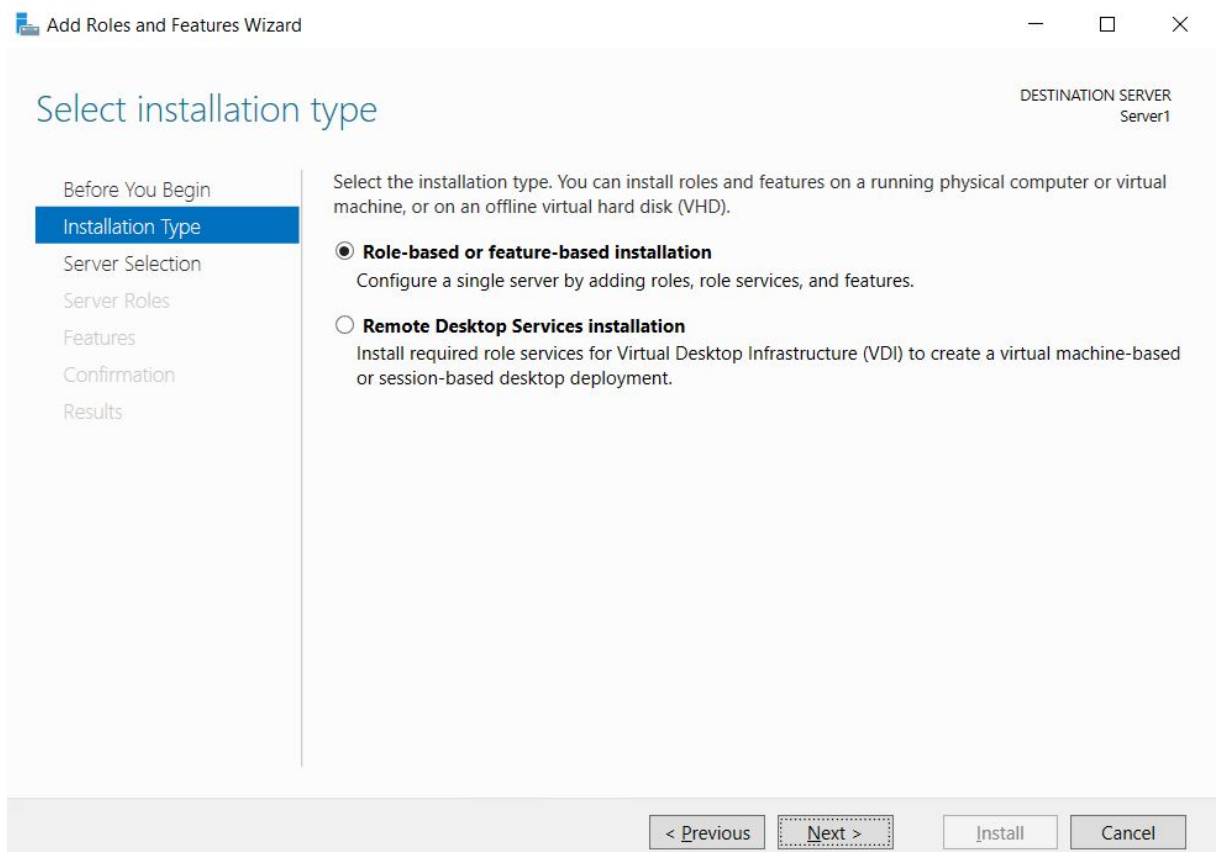 Add Roles and Features Wizard
Select installation type
DESTINATION SERVER
Server1
Before You Begin
Installation Type
Server Selection
Server Roles
Features
Confirmation
Results
Select the installation type. You can install roles and features on a running physical computer or virtual
machine, or on an offline virtual hard disk (VHD).
Role-based or feature-based installation
Configure a single server by adding roles, role services, and features.
Remote Desktop Services installation
Install required role services for Virtual Desktop Infrastructure (VDI) to create a virtual machine-based
or session-based desktop deployment.
< Previous
Next >
Install
Cancel